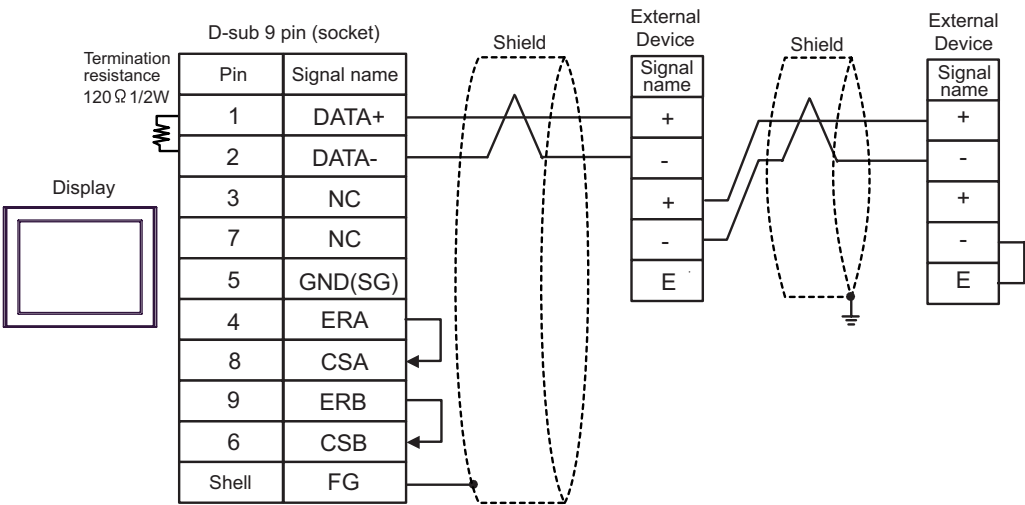 D-sub 9 pin (socket)
Termination
resistance
120Ω1/2W
Pin Signal name
1 DATA+
2 DATA-
3 NC
7 NC
5 GND(SG)
4 ERA
8 CSA
9 ERB
6 CSB
Shell FG
Display
Shield
External
Device
Signal
name
+
-
+
-
E
Shield
External
Device
Signal
name
+
-
+
-
E